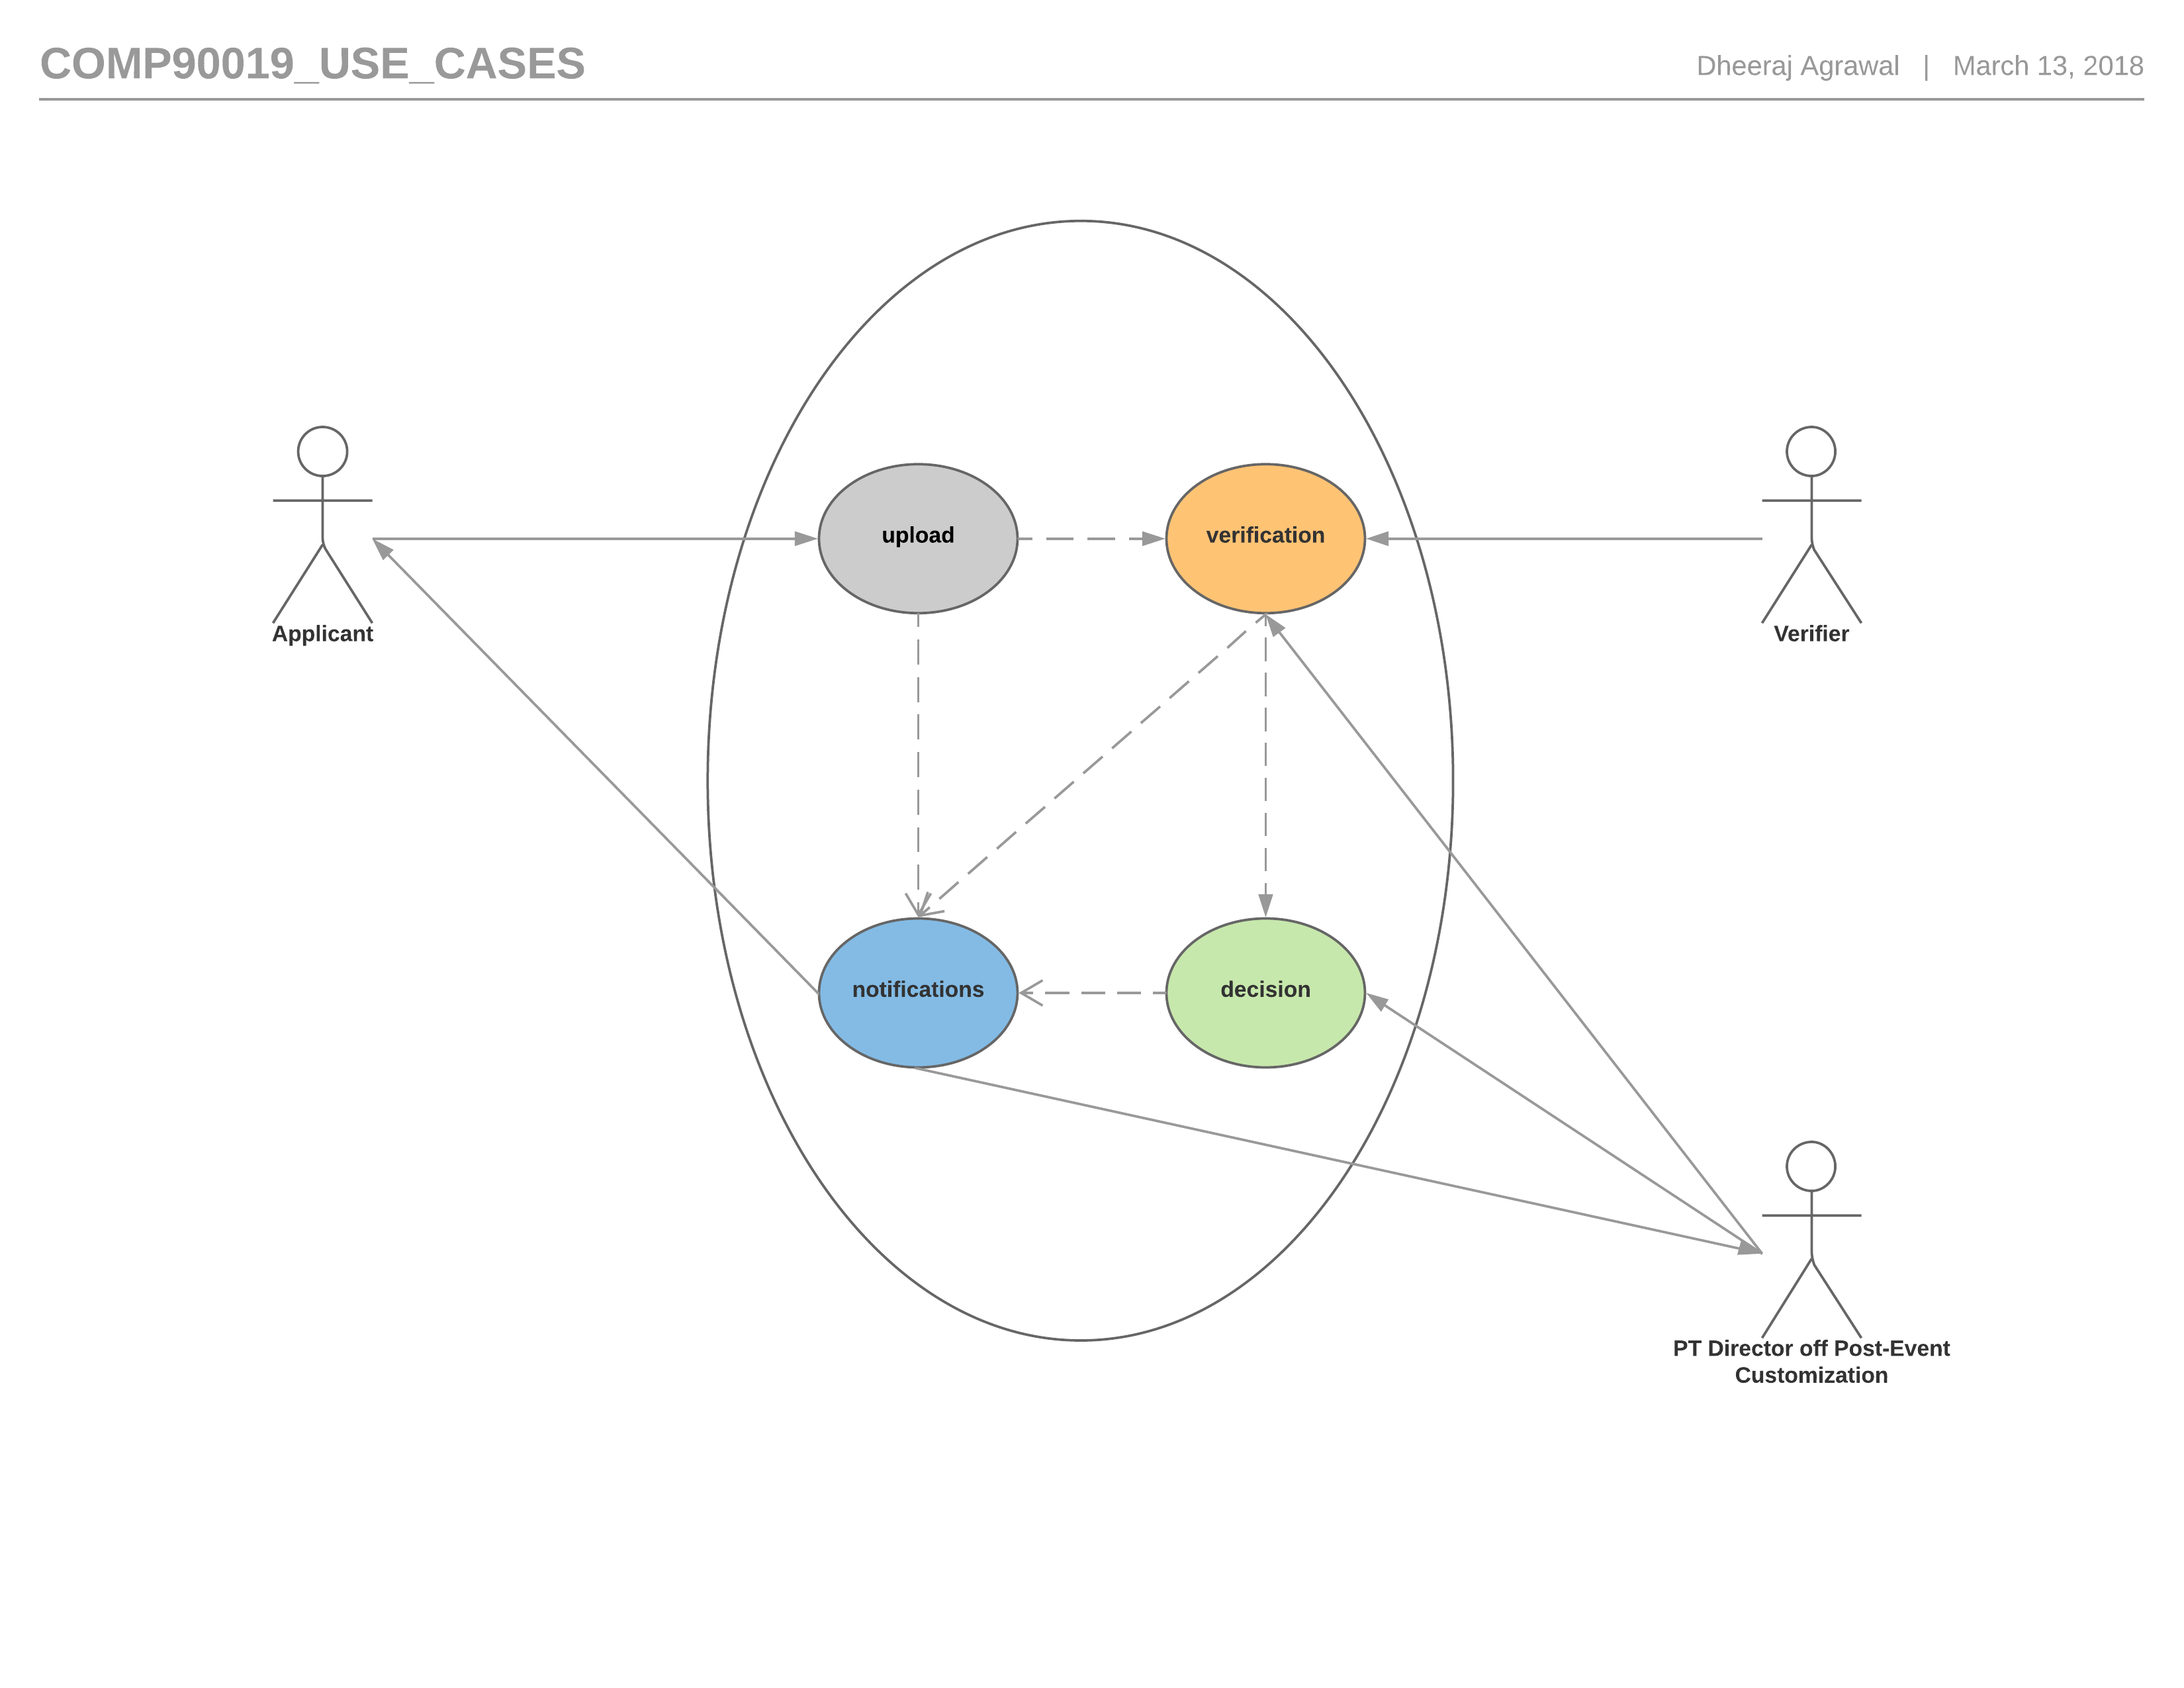 COMP90019_USE_CASES
Dheeraj Agrawal | March 13, 2018
upload
verification
Applicant
Verifier
notifications
decision
PT Director off Post-Event
Customization